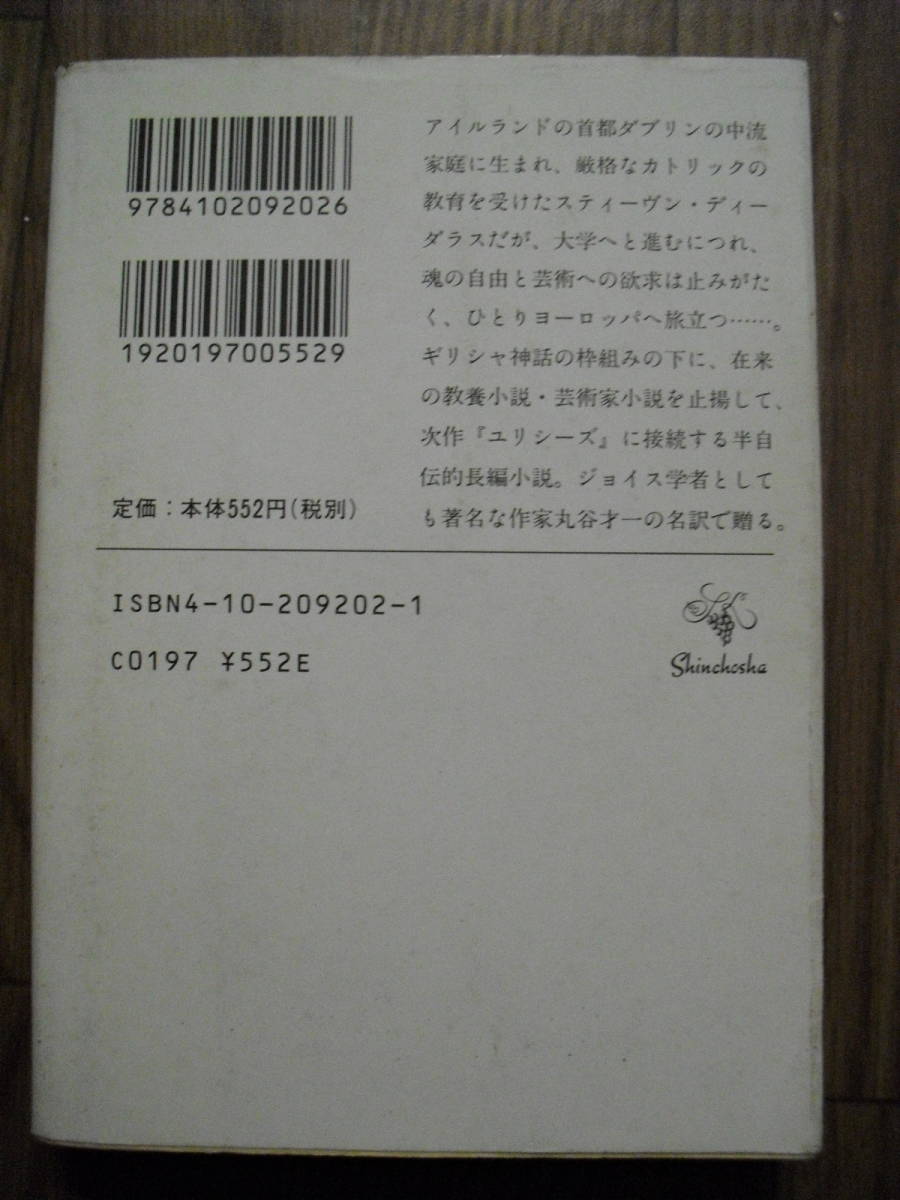 9784102092026
1920197005529
定価：本体552円（税別）
アイルランドの首都ダブリンの中流
家庭に生まれ、厳格なカトリックの
教育を受けたスティーヴン・ディー
ダラスだが、大学へと進むにつれ、
魂の自由と芸術への欲求は止みがた
く、ひとりヨーロッパへ旅立つ……。
ギリシャ神話の枠組みの下に、在来
の教養小説・芸術家小説を止揚して、
次作『ユリシーズ』に接続する半自
伝的長編小説。ジョイス学者として
も著名な作家丸谷才一の名訳で贈る。
ISBN4-10-209202-1
C0197 ¥552E
Shinchosha